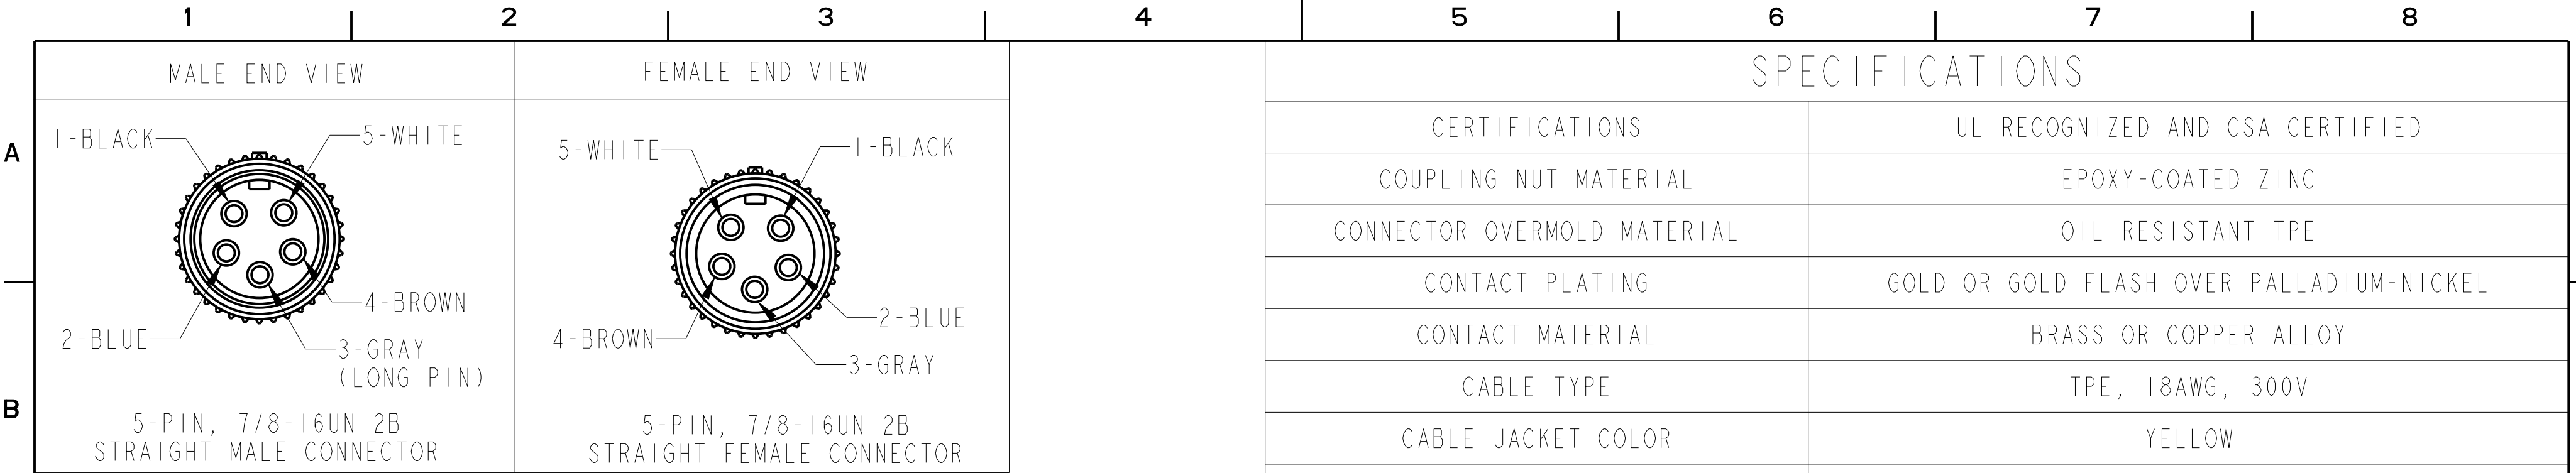 1 2 3 4 5 6 7 8
A
B
MALE END VIEW
1-BLACK
5-WHITE
4-BROWN
2-BLUE
3-GRAY
(LONG PIN)
5-PIN, 7/8-16UN 2B
STRAIGHT MALE CONNECTOR
FEMALE END VIEW
5-WHITE
1-BLACK
2-BLUE
4-BROWN
3-GRAY
5-PIN, 7/8-16UN 2B
STRAIGHT FEMALE CONNECTOR
SPECIFICATIONS
CERTIFICATIONS UL RECOGNIZED AND CSA CERTIFIED
COUPLING NUT MATERIAL EPOXY-COATED ZINC
CONNECTOR OVERMOLD MATERIAL OIL RESISTANT TPE
CONTACT PLATING GOLD OR GOLD FLASH OVER PALLADIUM-NICKEL
CONTACT MATERIAL BRASS OR COPPER ALLOY
CABLE TYPE TPE, 18AWG, 300V
CABLE JACKET COLOR YELLOW